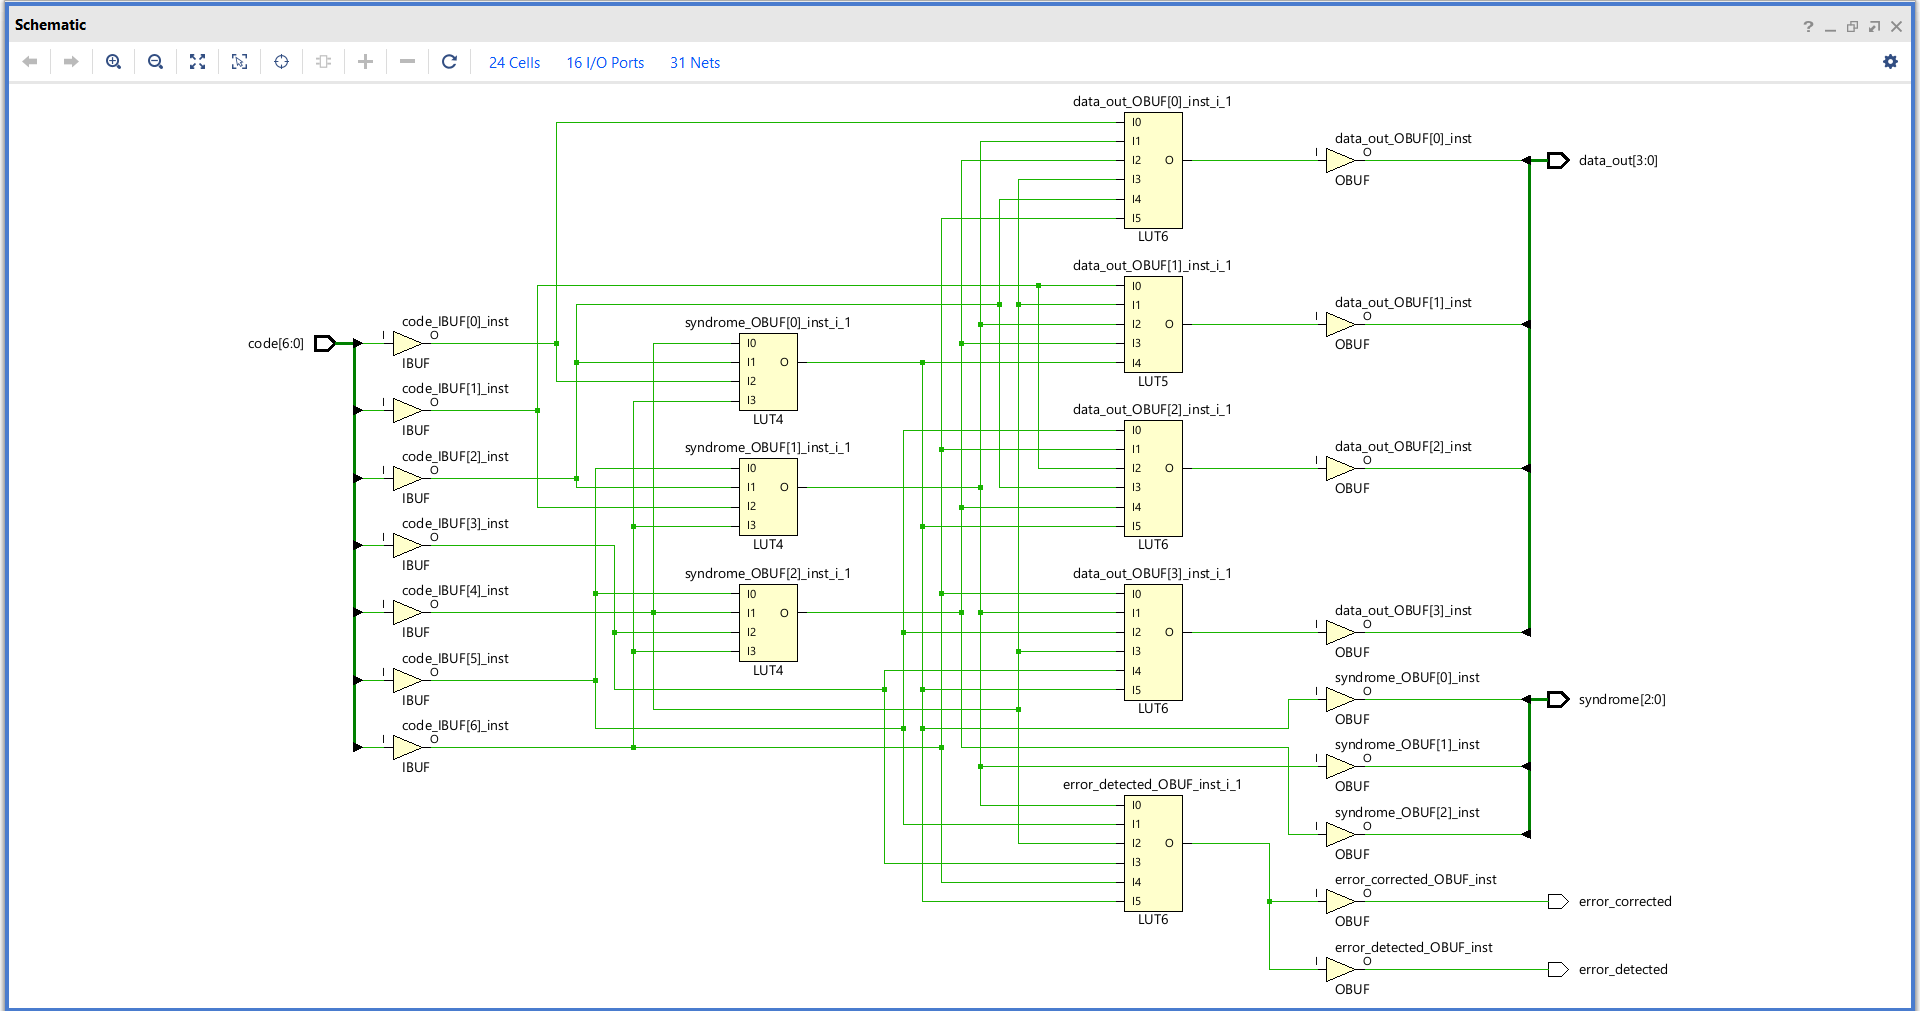 Schematic
24 Cells 16 I/O Ports 31 Nets
code[6:0]
code_IBUF[0]_inst
I O
IBUF
code_IBUF[1]_inst
I O
IBUF
code_IBUF[2]_inst
I O
IBUF
code_IBUF[3]_inst
I O
IBUF
code_IBUF[4]_inst
I O
IBUF
code_IBUF[5]_inst
I O
IBUF
code_IBUF[6]_inst
I O
IBUF
syndrome_OBUF[0]_inst_i_1
I0
I1 O
I2
I3
LUT4
syndrome_OBUF[1]_inst_i_1
I0
I1 O
I2
I3
LUT4
syndrome_OBUF[2]_inst_i_1
I0
I1 O
I2
I3
LUT4
data_out_OBUF[0]_inst_i_1
I0
I1
I2 O
I3
I4
I5
LUT6
data_out_OBUF[1]_inst_i_1
I0
I1
I2 O
I3
I4
LUT5
data_out_OBUF[2]_inst_i_1
I0
I1
I2 O
I3
I4
I5
LUT6
data_out_OBUF[3]_inst_i_1
I0
I1
I2 O
I3
I4
I5
LUT6
error_detected_OBUF_inst_i_1
I0
I1
I2 O
I3
I4
I5
LUT6
data_out_OBUF[0]_inst
I O
OBUF
data_out_OBUF[1]_inst
I O
OBUF
data_out_OBUF[2]_inst
I O
OBUF
data_out_OBUF[3]_inst
I O
OBUF
syndrome_OBUF[0]_inst
I O
OBUF
syndrome_OBUF[1]_inst
I O
OBUF
syndrome_OBUF[2]_inst
I O
OBUF
error_corrected_OBUF_inst
I O
OBUF
error_detected_OBUF_inst
I O
OBUF
data_out[3:0]
syndrome[2:0]
error_corrected
error_detected